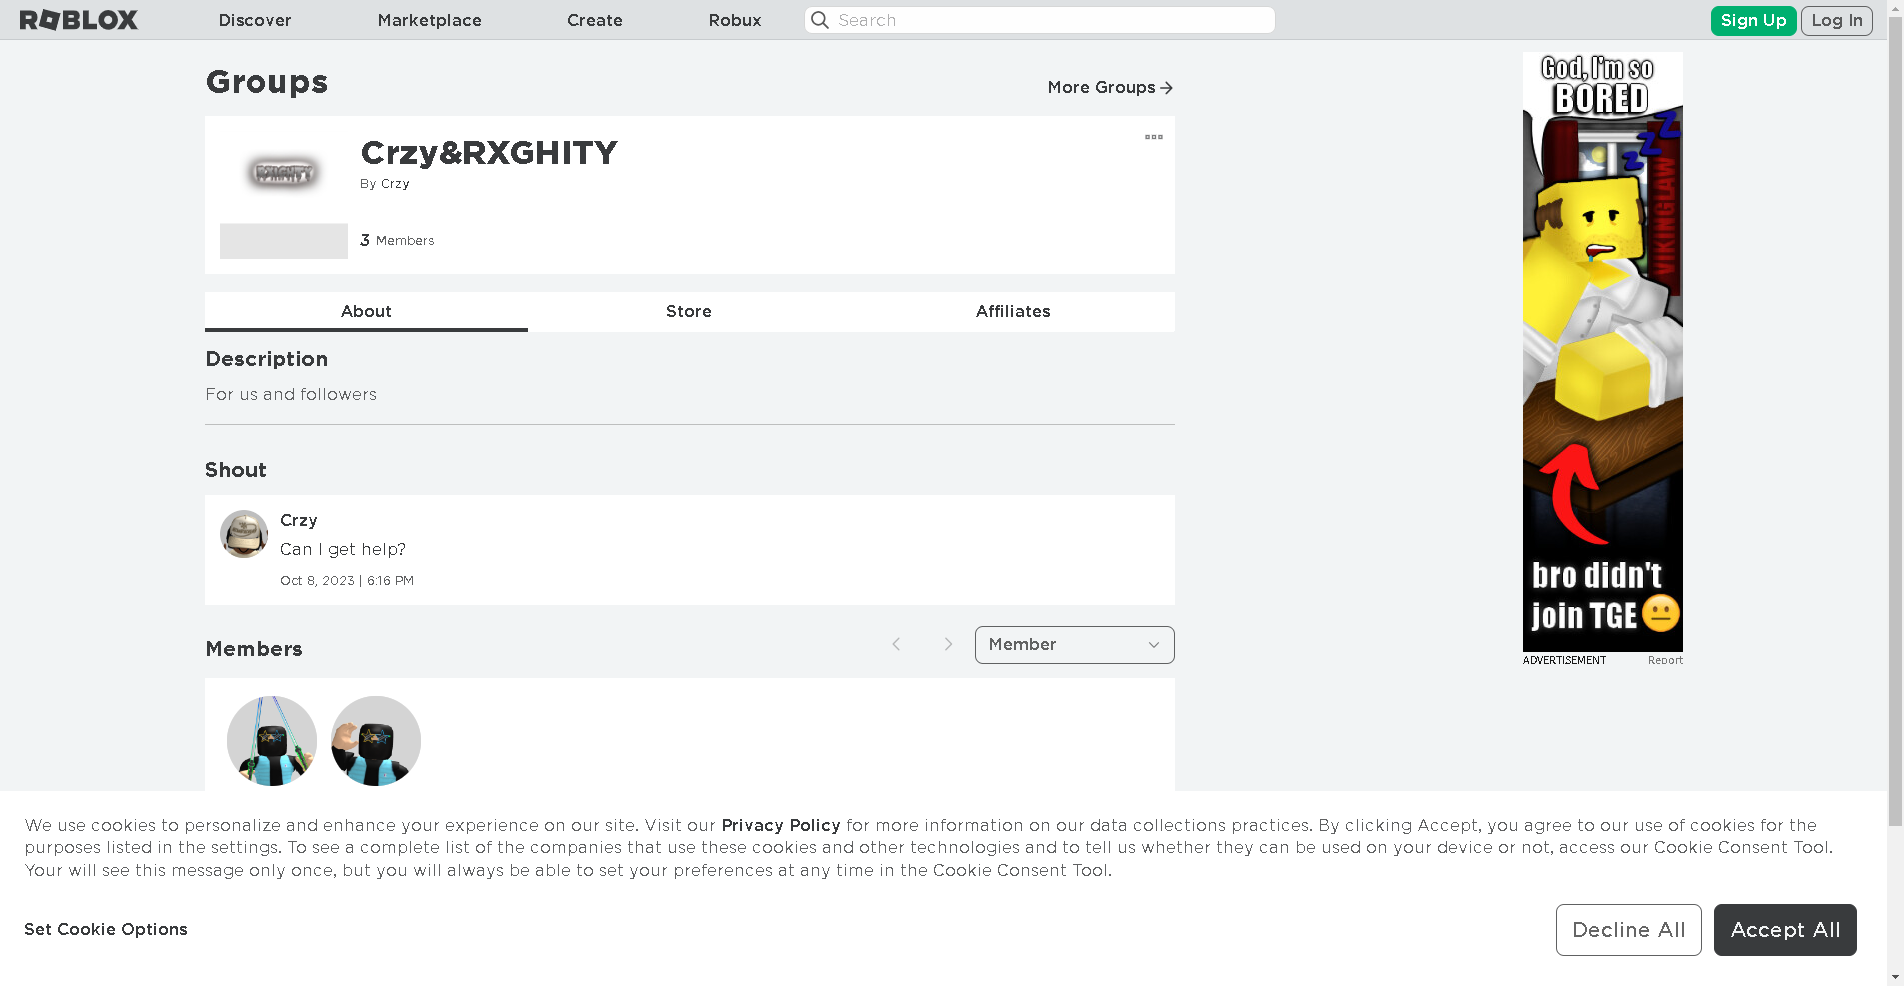 ROBLOX
Discover
Marketplace
Create
Robux
Search
Sign Up
Log In
Groups
More Groups
Crzy&RXGHITY
By Crzy
3 Members
About
Store
Affiliates
Description
For us and followers
Shout
Crzy
Can I get help?
Oct 8, 2023 | 6:16 PM
Members
Member
God, I'm so
BORED
zzz
VIKINGLAW
bro didn't
join TGE 😐
ADVERTISEMENT
Report
We use cookies to personalize and enhance your experience on our site. Visit our Privacy Policy for more information on our data collections practices. By clicking Accept, you agree to our use of cookies for the
purposes listed in the settings. To see a complete list of the companies that use these cookies and other technologies and to tell us whether they can be used on your device or not, access our Cookie Consent Tool.
Your will see this message only once, but you will always be able to set your preferences at any time in the Cookie Consent Tool.
Set Cookie Options
Decline All
Accept All